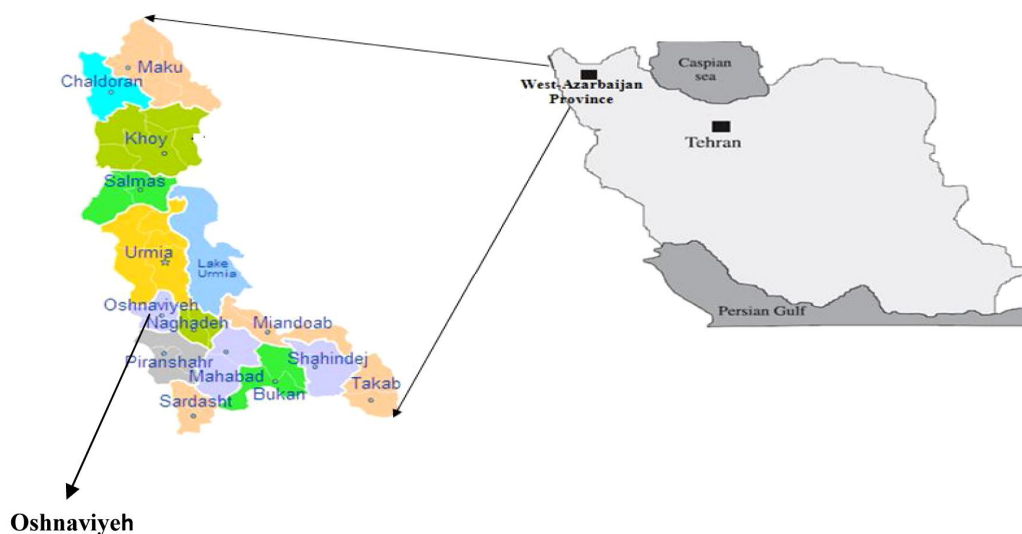 Maku
Chaldoran
Khoy
Salmas
Urmia
Lake
Urmia
Oshnaviyeh
Naghadeh
Miandoab
Piranshahr
Mahabad
Shahindej
Bukan
Takab
Sardasht
Oshnaviyeh
Caspian
sea
West-Azarbaijan
Province
Tehran
Persian Gulf